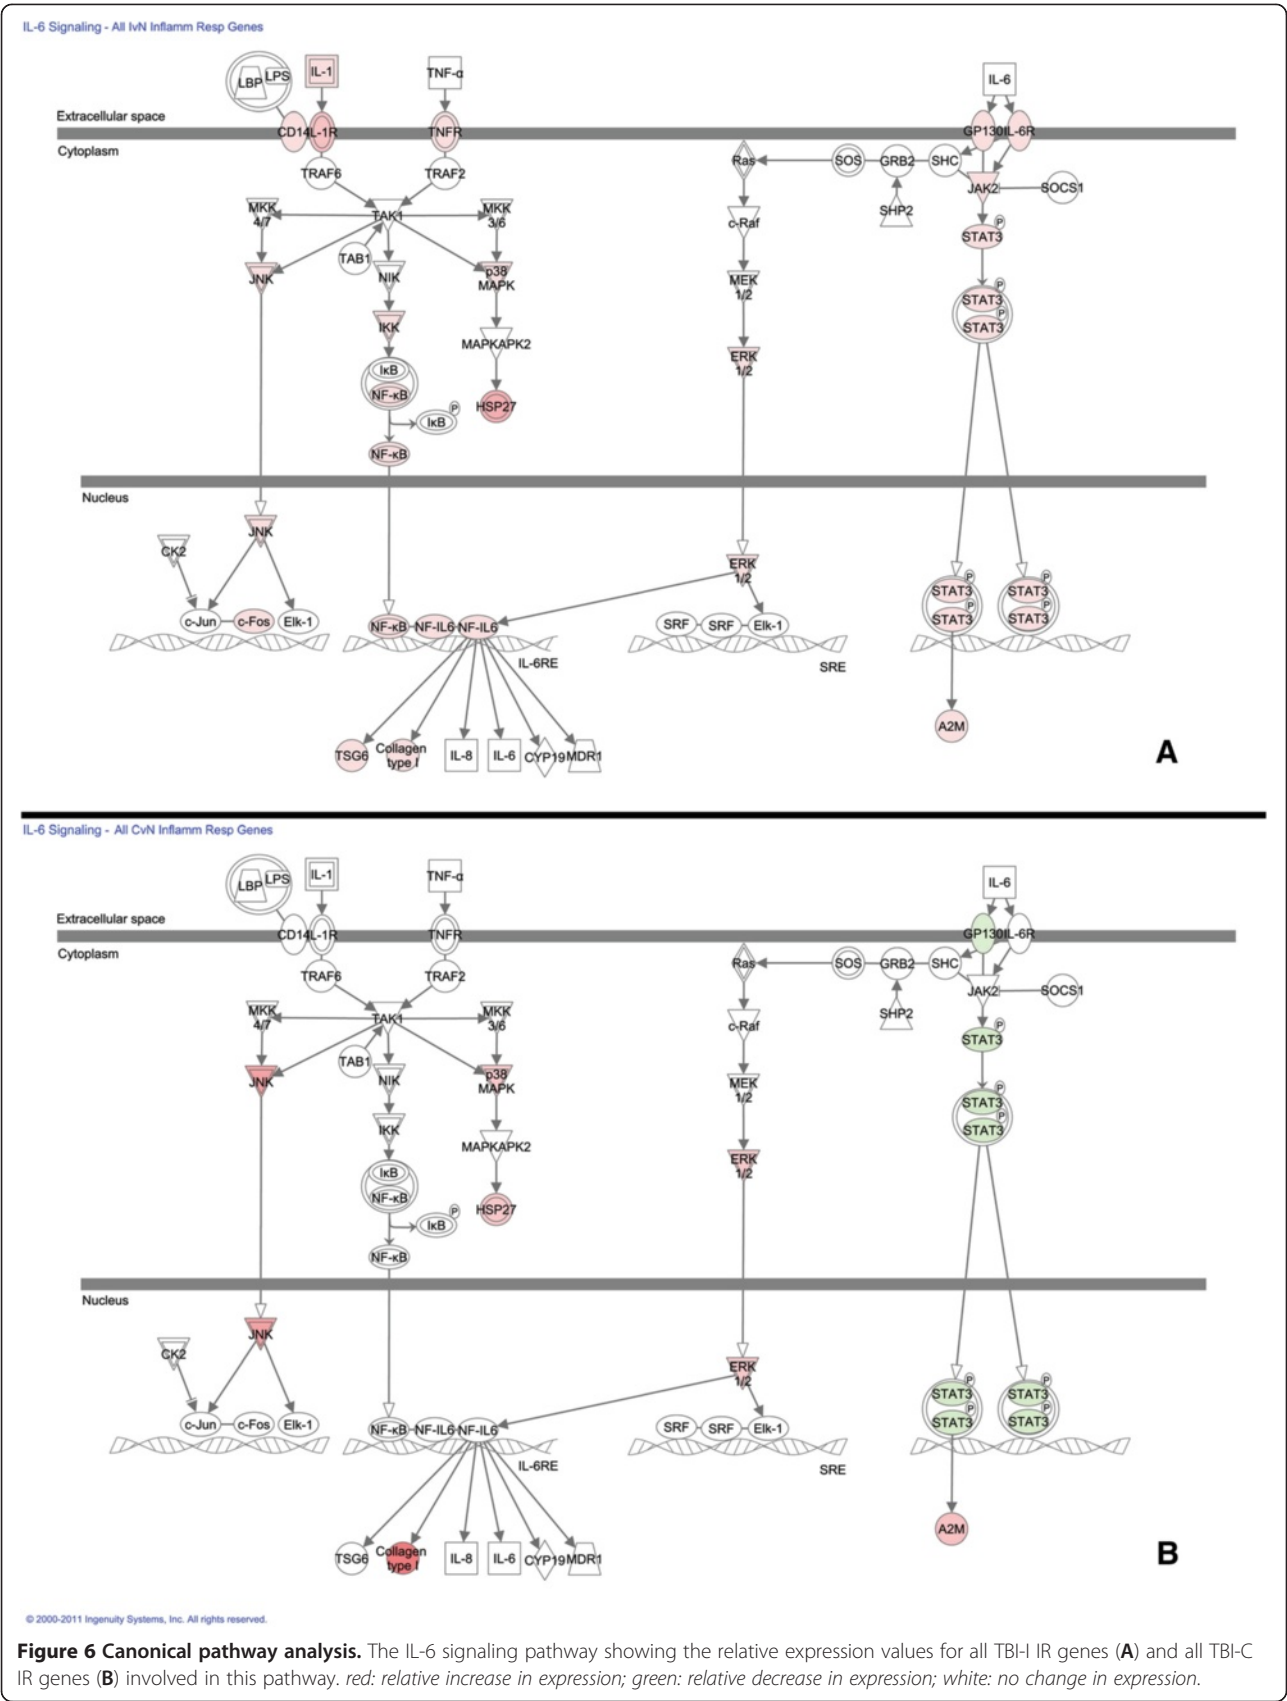 IL-6 Signaling - All IvN Inflamm Resp Genes
LBP LPS IL-1 TNF-α IL-6
Extracellular space
CD14 IL-1R TNFR GP130 IL-6R
Cytoplasm
TRAF6 TRAF2 Ras SOS GRB2 SHC
JAK2 SOCS1
MKK 4/7 TAK1 MKK 3/6 c-Raf SHP2
P
STAT3
TAB1 NIK
JNK p38 MAPK MEK 1/2
P
STAT3
P
STAT3
IKK MAPKAPK2 ERK 1/2
IκB
NF-κB HSP27
P
IκB
NF-κB
Nucleus
JNK
CK2 ERK 1/2
P P
STAT3 STAT3
P P
STAT3 STAT3
c-Jun c-Fos Elk-1 NF-κB NF-IL6 NF-IL6 SRF SRF Elk-1
IL-6RE SRE
A2M
TSG6 Collagen type I IL-8 IL-6 CYP19 MDR1
A
IL-6 Signaling - All CvN Inflamm Resp Genes
LBP LPS IL-1 TNF-α IL-6
Extracellular space
CD14 IL-1R TNFR GP130 IL-6R
Cytoplasm
TRAF6 TRAF2 Ras SOS GRB2 SHC
JAK2 SOCS1
MKK 4/7 TAK1 MKK 3/6 c-Raf SHP2
P
STAT3
TAB1 NIK
JNK p38 MAPK MEK 1/2
P
STAT3
P
STAT3
IKK MAPKAPK2 ERK 1/2
IκB
NF-κB HSP27
P
IκB
NF-κB
Nucleus
JNK
CK2 ERK 1/2
P P
STAT3 STAT3
P P
STAT3 STAT3
c-Jun c-Fos Elk-1 NF-κB NF-IL6 NF-IL6 SRF SRF Elk-1
IL-6RE SRE
A2M
TSG6 Collagen type I IL-8 IL-6 CYP19 MDR1
B
© 2000-2011 Ingenuity Systems, Inc. All rights reserved.
Figure 6 Canonical pathway analysis. The IL-6 signaling pathway showing the relative expression values for all TBI-I IR genes (A) and all TBI-C
IR genes (B) involved in this pathway. red: relative increase in expression; green: relative decrease in expression; white: no change in expression.